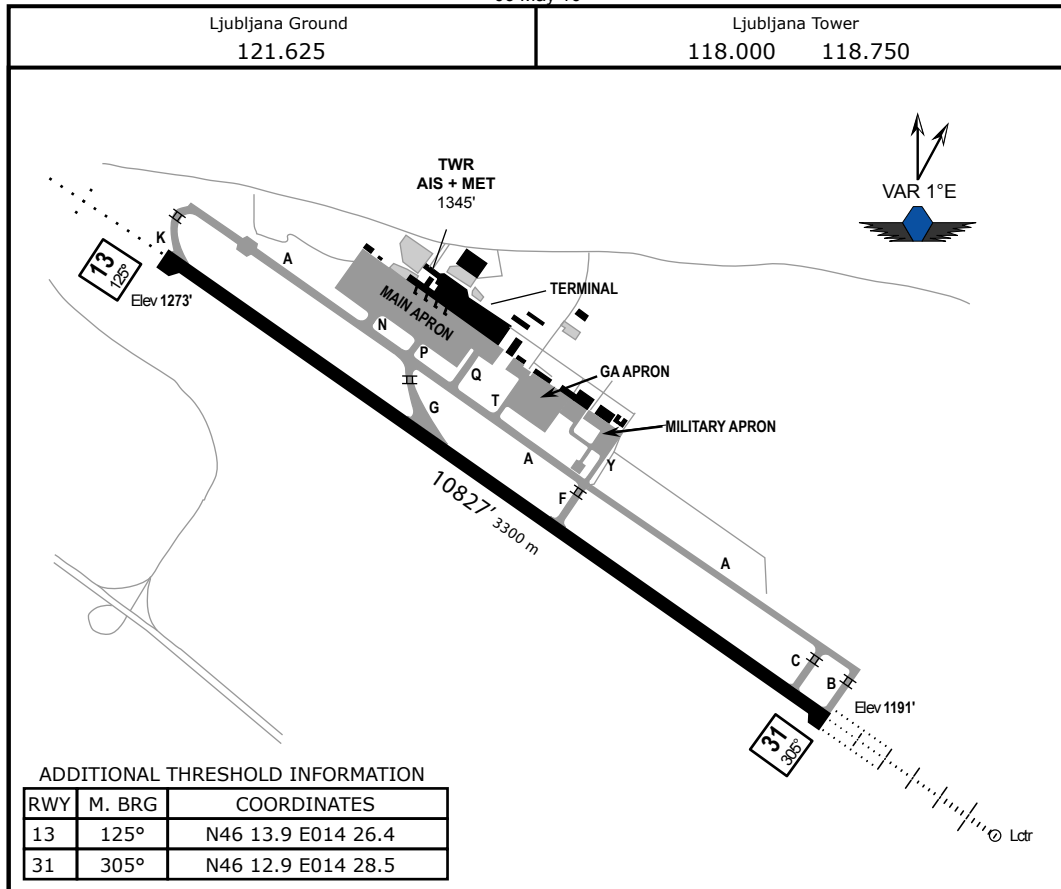 Ljubljana Ground
121.625
Ljubljana Tower
118.000 118.750
TWR
AIS + MET
1345'
VAR 1°E
K
A
13
125°
Elev 1273'
MAIN APRON
TERMINAL
N
P
Q
T
G
GA APRON
MILITARY APRON
A
Y
F
10827' 3300 m
A
C
B
Elev 1191'
31
305°
Lctr
ADDITIONAL THRESHOLD INFORMATION
RWY M. BRG COORDINATES
13 125° N46 13.9 E014 26.4
31 305° N46 12.9 E014 28.5